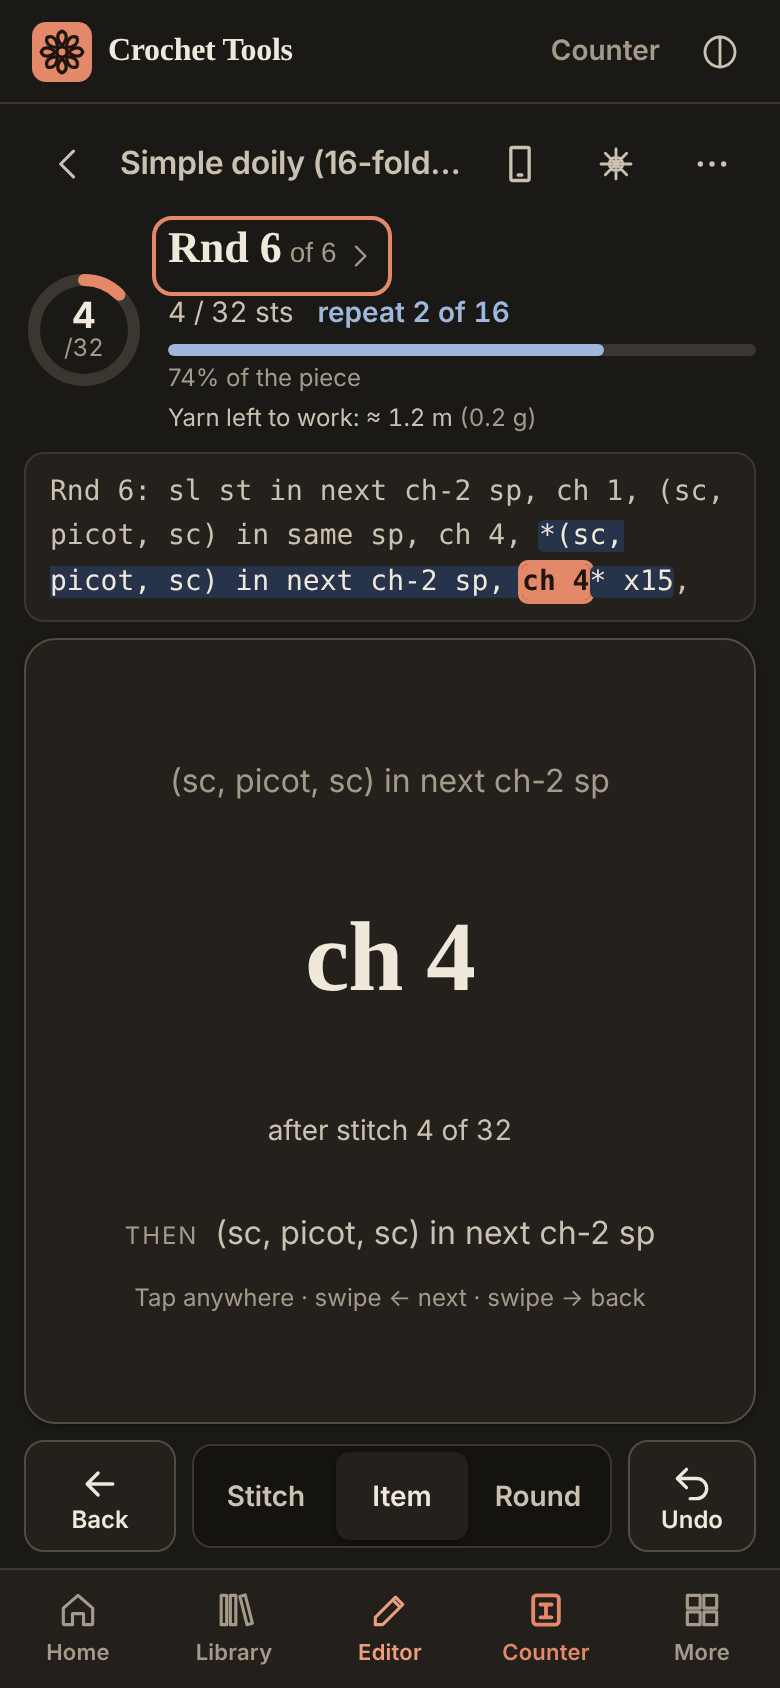 Crochet Tools
Counter
Simple doily (16-fold…
Rnd 6 of 6
4
/32
4 / 32 sts repeat 2 of 16
74% of the piece
Yarn left to work: ≈ 1.2 m (0.2 g)
Rnd 6: sl st in next ch-2 sp, ch 1, (sc,
picot, sc) in same sp, ch 4, *(sc,
picot, sc) in next ch-2 sp, ch 4* x15,
(sc, picot, sc) in next ch-2 sp
ch 4
after stitch 4 of 32
THEN (sc, picot, sc) in next ch-2 sp
Tap anywhere · swipe ← next · swipe → back
Back
Stitch
Item
Round
Undo
Home
Library
Editor
Counter
More